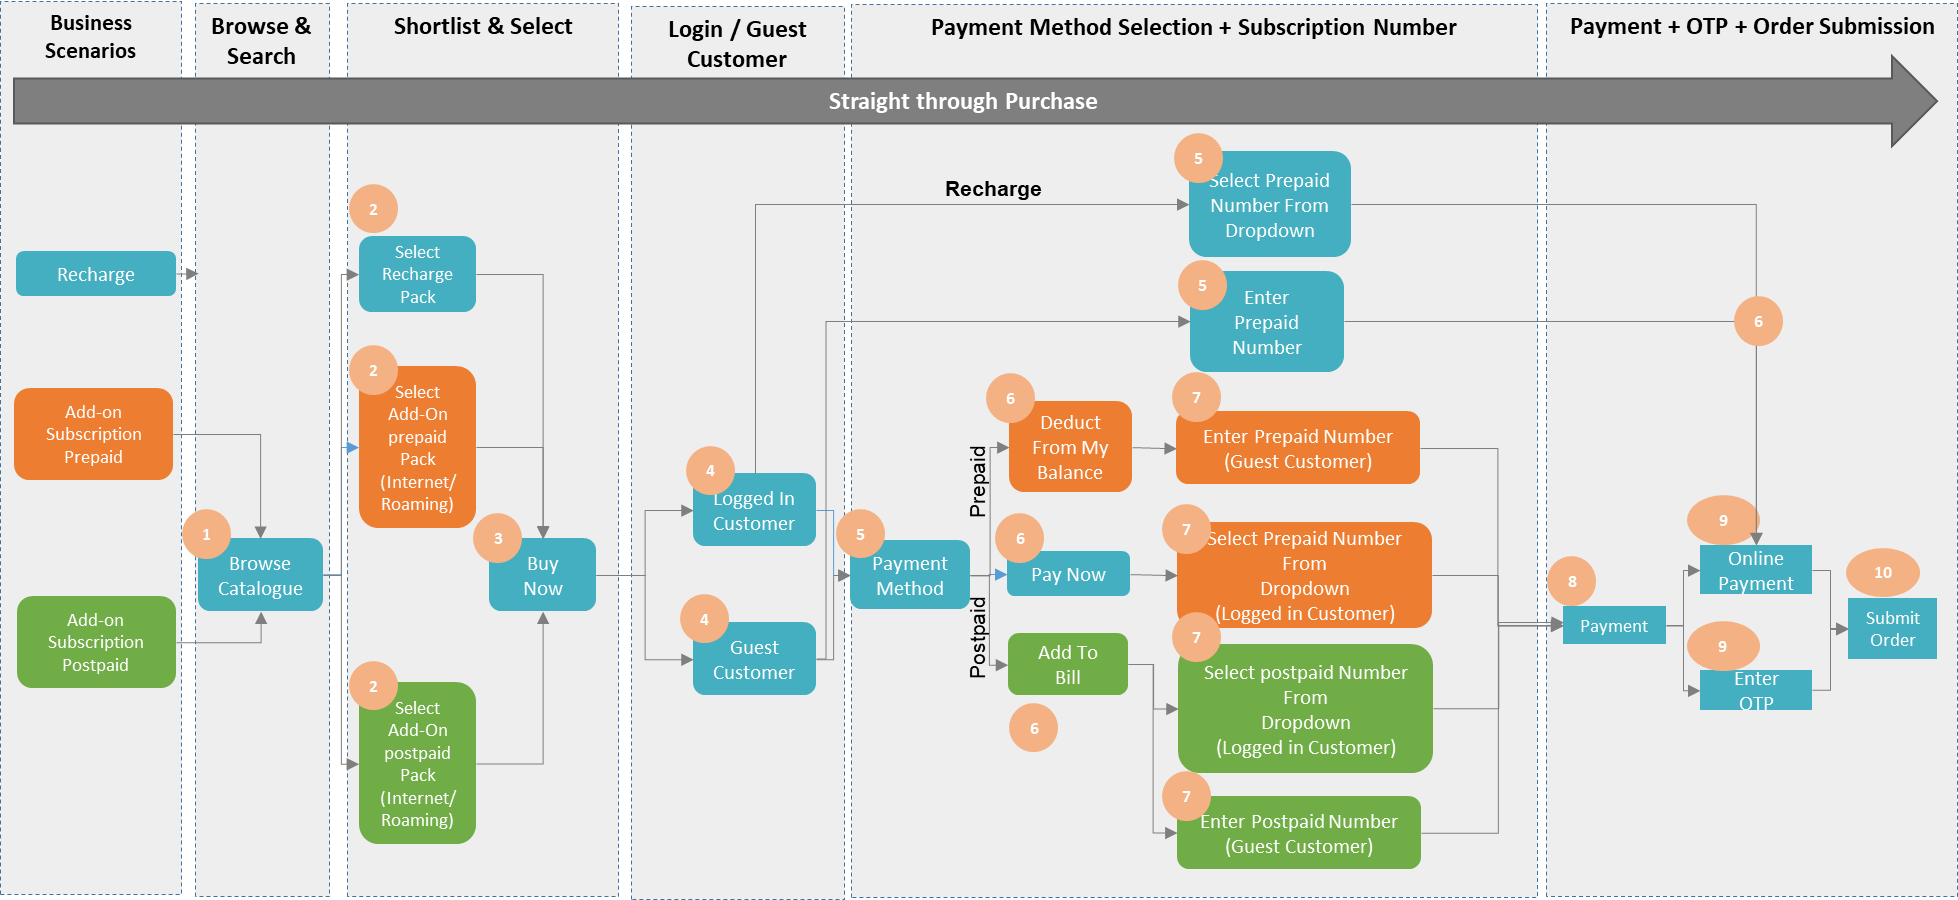 Business
Scenarios
Browse &
Search
Shortlist & Select
Login / Guest
Customer
Payment Method Selection + Subscription Number
Payment + OTP + Order Submission
Straight through Purchase
Recharge
Add-on
Subscription
Prepaid
Add-on
Subscription
Postpaid
1
Browse
Catalogue
2
Select
Recharge
Pack
2
Select
Add-On
prepaid
Pack
(Internet/
Roaming)
2
Select
Add-On
postpaid
Pack
(Internet/
Roaming)
3
Buy
Now
4
Logged In
Customer
4
Guest
Customer
Recharge
5
Select Prepaid
Number From
Dropdown
5
Enter
Prepaid
Number
5
Payment
Method
Prepaid
Postpaid
6
Deduct
From My
Balance
6
Pay Now
Add To
Bill
6
7
Enter Prepaid Number
(Guest Customer)
7
Select Prepaid Number
From
Dropdown
(Logged in Customer)
7
Select postpaid Number
From
Dropdown
(Logged in Customer)
7
Enter Postpaid Number
(Guest Customer)
6
8
Payment
9
Online
Payment
9
Enter
OTP
10
Submit
Order